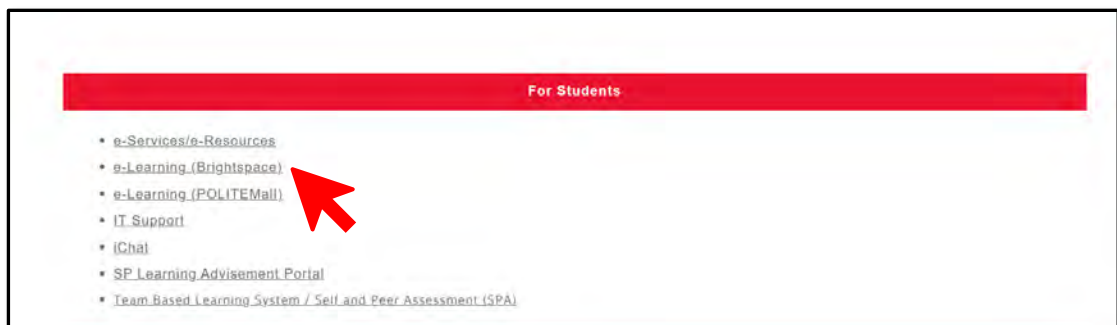 For Students
• e-Services/e-Resources
• e-Learning (Brightspace)
• e-Learning (POLITEMall)
• IT Support
• iChat
• SP Learning Advisement Portal
• Team Based Learning System / Self and Peer Assessment (SPA)